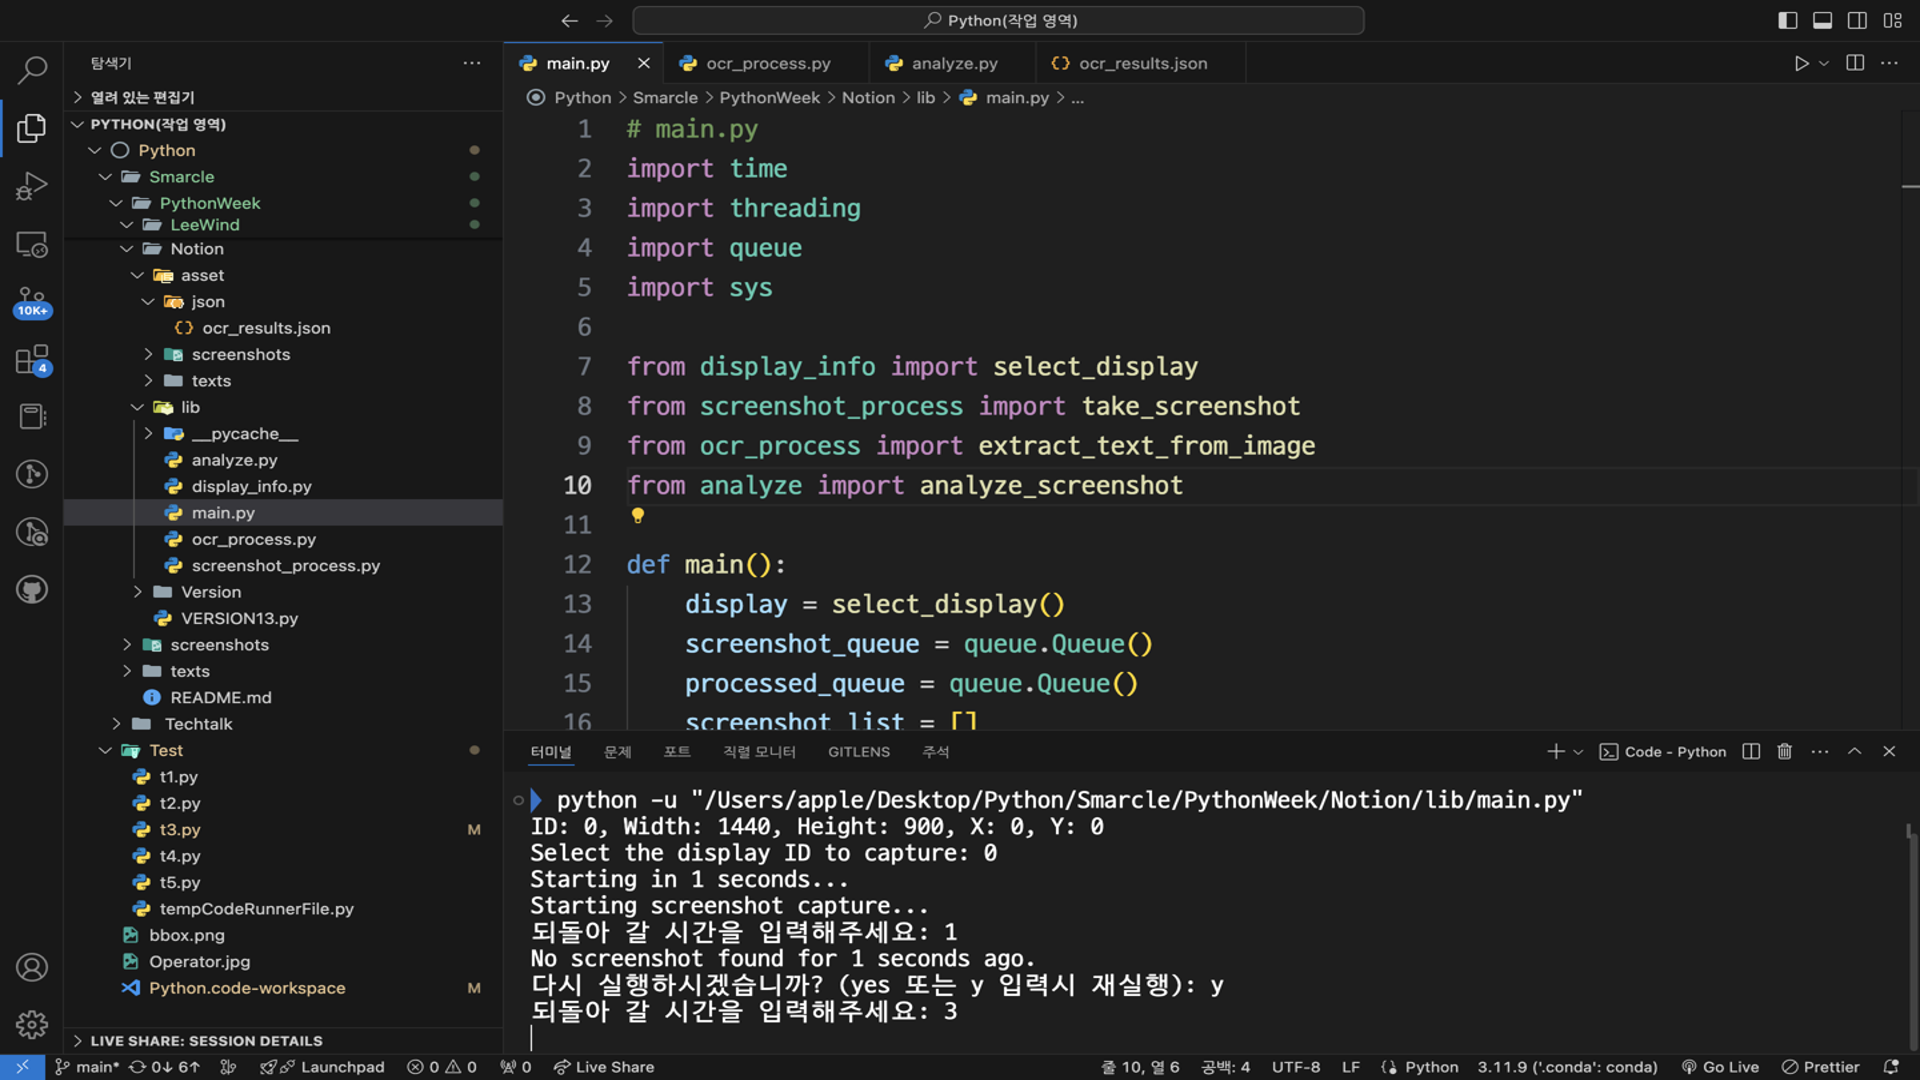 Python(작업 영역)
탐색기
열려 있는 편집기
PYTHON(작업 영역)
Python
Smarcle
PythonWeek
LeeWind
Notion
asset
json
ocr_results.json
screenshots
texts
lib
__pycache__
analyze.py
display_info.py
main.py
ocr_process.py
screenshot_process.py
Version
VERSION13.py
screenshots
texts
README.md
Techtalk
Test
t1.py
t2.py
t3.py M
t4.py
t5.py
tempCodeRunnerFile.py
bbox.png
Operator.jpg
Python.code-workspace M
LIVE SHARE: SESSION DETAILS
10K+
4
main.py ocr_process.py analyze.py ocr_results.json
Python > Smarcle > PythonWeek > Notion > lib > main.py > ...
1 # main.py
2 import time
3 import threading
4 import queue
5 import sys
6
7 from display_info import select_display
8 from screenshot_process import take_screenshot
9 from ocr_process import extract_text_from_image
10 from analyze import analyze_screenshot
11
12 def main():
13 display = select_display()
14 screenshot_queue = queue.Queue()
15 processed_queue = queue.Queue()
16 screenshot_list = []
터미널 문제 포트 직렬 모니터 GITLENS 주석 Code - Python
python -u "/Users/apple/Desktop/Python/Smarcle/PythonWeek/Notion/lib/main.py"
ID: 0, Width: 1440, Height: 900, X: 0, Y: 0
Select the display ID to capture: 0
Starting in 1 seconds...
Starting screenshot capture...
되돌아 갈 시간을 입력해주세요: 1
No screenshot found for 1 seconds ago.
다시 실행하시겠습니까? (yes 또는 y 입력시 재실행): y
되돌아 갈 시간을 입력해주세요: 3
main* 0↓ 6↑ Launchpad 0 0 0 Live Share 줄 10, 열 6 공백: 4 UTF-8 LF Python 3.11.9 ('.conda': conda) Go Live Prettier